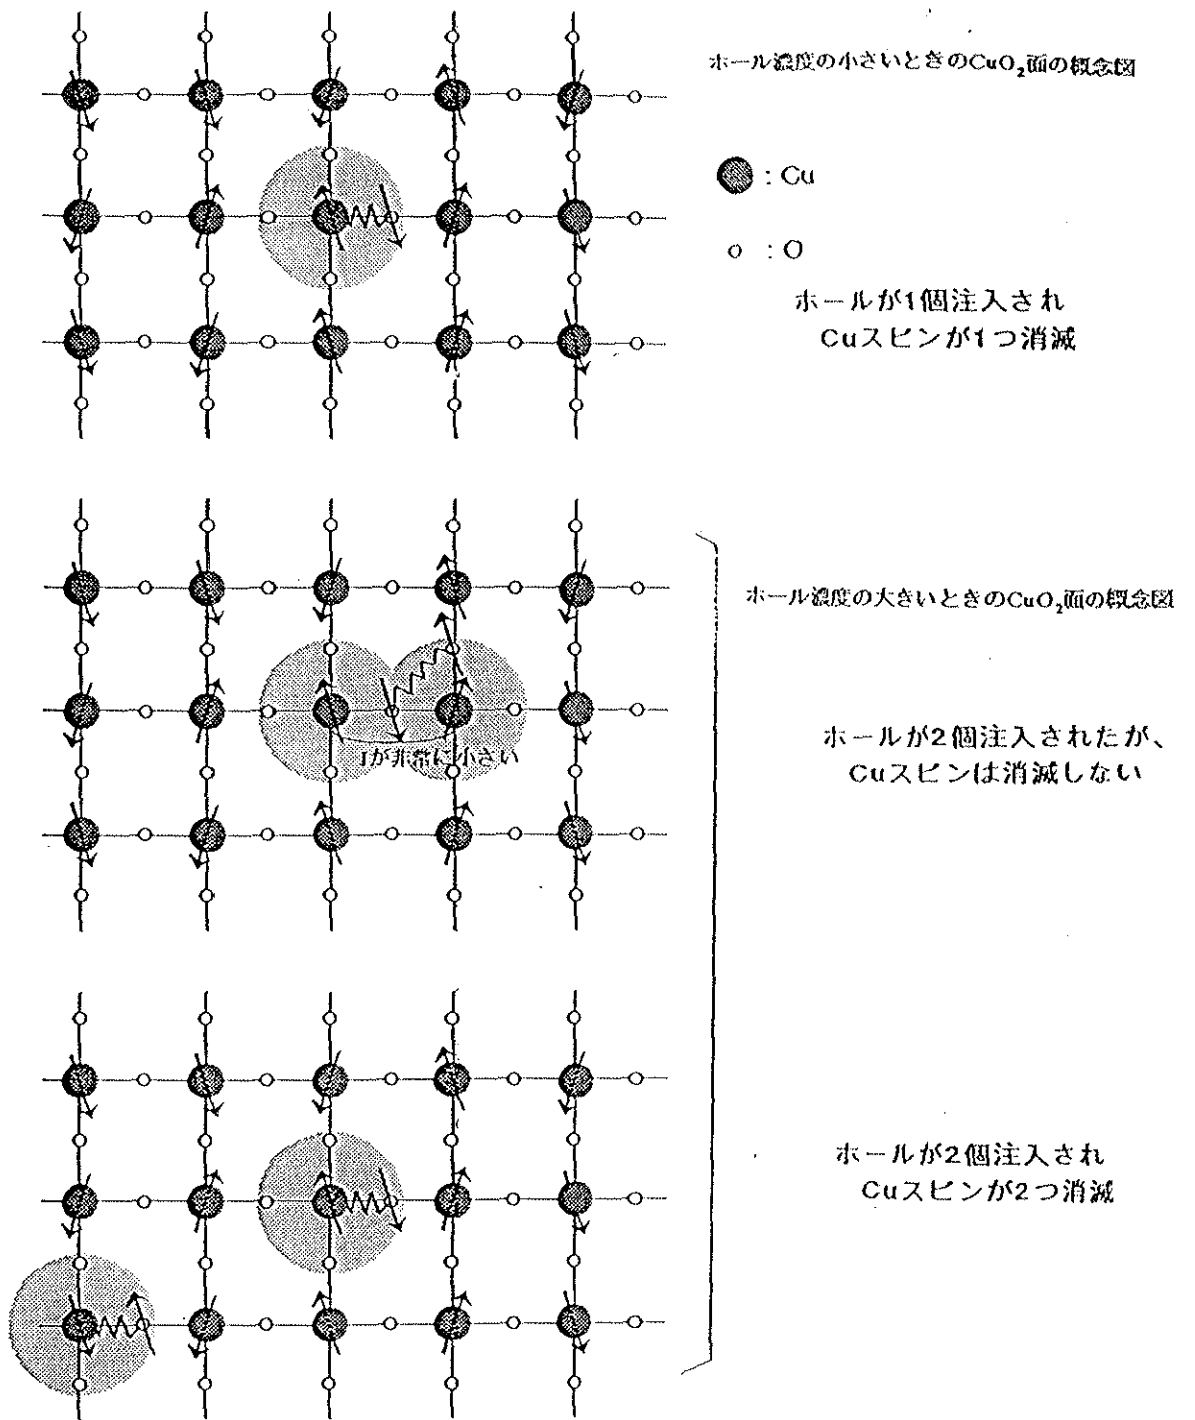 ホール濃度の小さいときのCuO₂面の概念図
: Cu
: O
ホールが1個注入され
Cuスピンが1つ消滅
ホール濃度の大きいときのCuO₂面の概念図
ホールが2個注入されたが、
Cuスピンは消滅しない
Iが非常に小さい
ホールが2個注入され
Cuスピンが2つ消滅